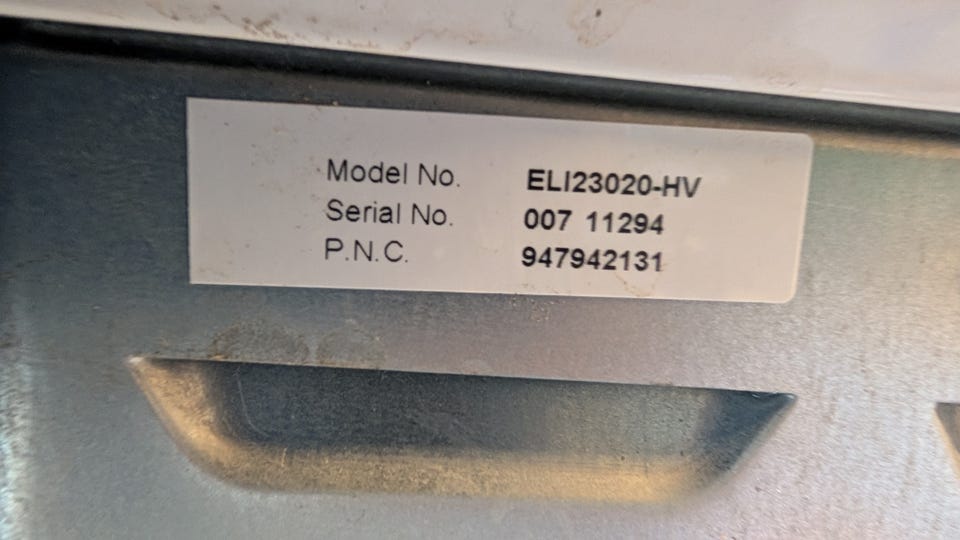 Model No. ELI23020-HV
Serial No. 007 11294
P.N.C. 947942131